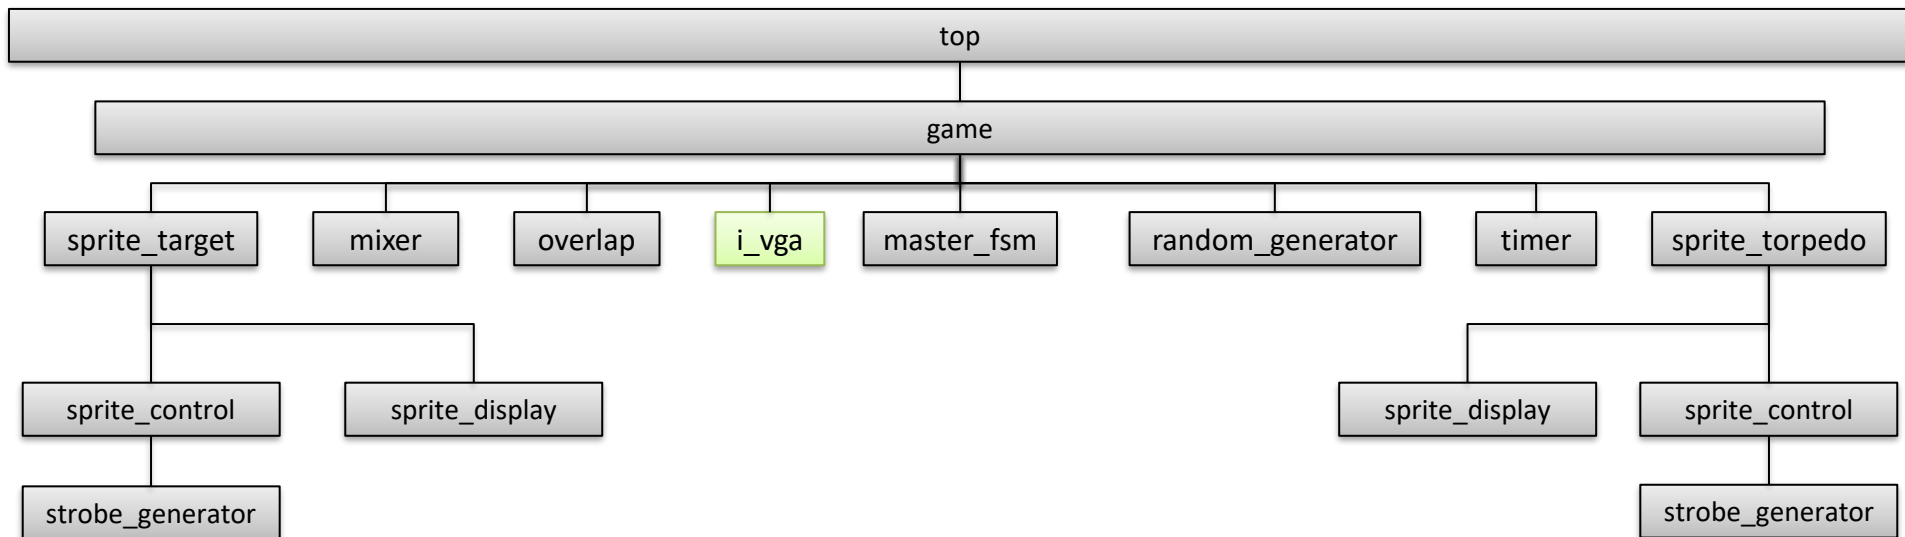 top
game
sprite_target
mixer
overlap
i_vga
master_fsm
random_generator
timer
sprite_torpedo
sprite_control
sprite_display
sprite_display
sprite_control
strobe_generator
strobe_generator